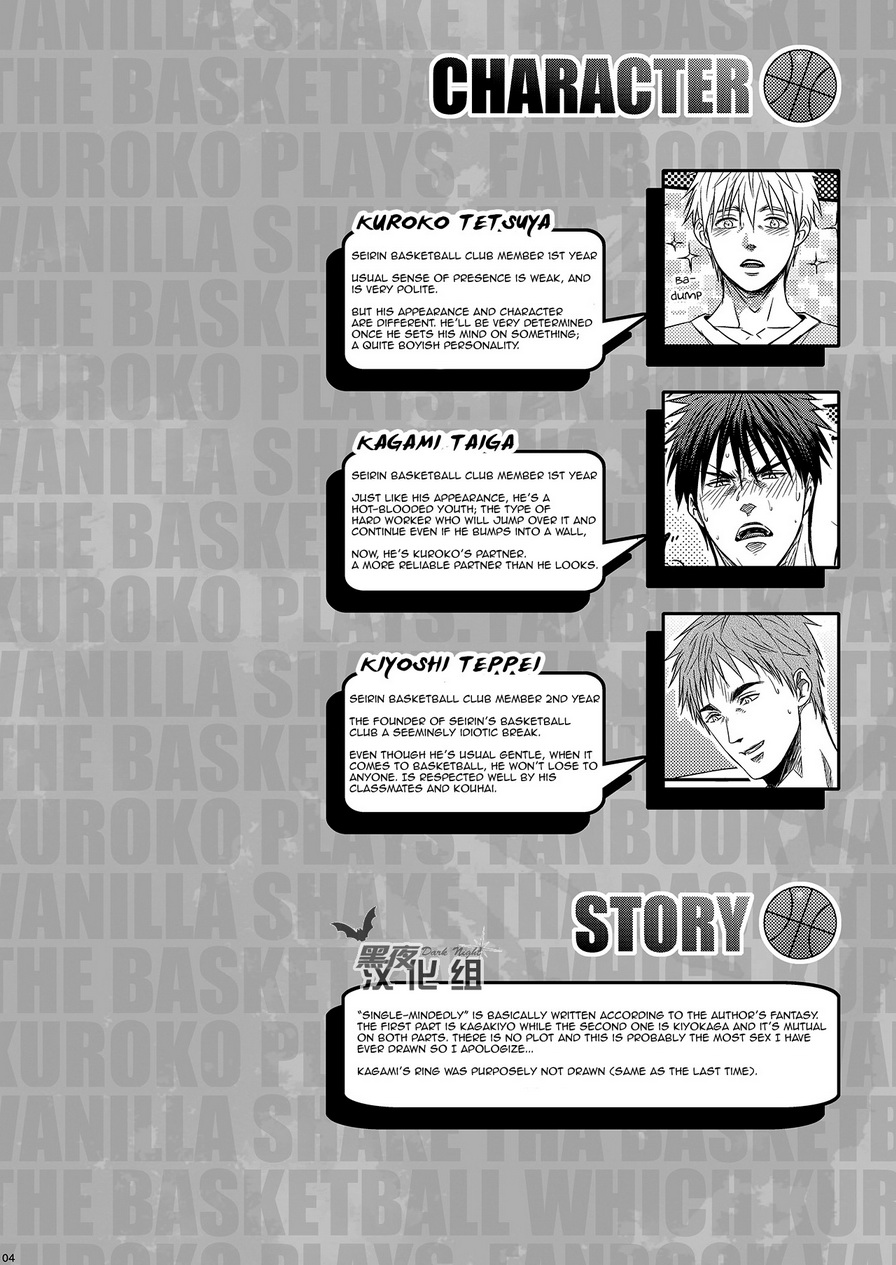 CHARACTER
KUROKO TETSUYA
SEIRIN BASKETBALL CLUB MEMBER 1ST YEAR
USUAL SENSE OF PRESENCE IS WEAK, AND
IS VERY POLITE.
BUT HIS APPEARANCE AND CHARACTER
ARE DIFFERENT. HE'LL BE VERY DETERMINED
ONCE HE SETS HIS MIND ON SOMETHING;
A QUITE BOYISH PERSONALITY.
Ba-
dump
KAGAMI TAIGA
SEIRIN BASKETBALL CLUB MEMBER 1ST YEAR
JUST LIKE HIS APPEARANCE, HE'S A
HOT-BLOODED YOUTH; THE TYPE OF
HARD WORKER WHO WILL JUMP OVER IT AND
CONTINUE EVEN IF HE BUMPS INTO A WALL,
NOW, HE'S KUROKO'S PARTNER.
A MORE RELIABLE PARTNER THAN HE LOOKS.
KIYOSHI TEPPEI
SEIRIN BASKETBALL CLUB MEMBER 2ND YEAR
THE FOUNDER OF SEIRIN'S BASKETBALL
CLUB A SEEMINGLY IDIOTIC BREAK.
EVEN THOUGH HE'S USUAL GENTLE, WHEN IT
COMES TO BASKETBALL, HE WON'T LOSE TO
ANYONE. IS RESPECTED WELL BY HIS
CLASSMATES AND KOUHAI.
STORY
黑夜 Dark Night
汉化组
"SINGLE-MINDEDLY" IS BASICALLY WRITTEN ACCORDING TO THE AUTHOR'S FANTASY.
THE FIRST PART IS KAGAKIYO WHILE THE SECOND ONE IS KIYOKAGA AND IT'S MUTUAL
ON BOTH PARTS. THERE IS NO PLOT AND THIS IS PROBABLY THE MOST SEX I HAVE
EVER DRAWN SO I APOLOGIZE...
KAGAMI'S RING WAS PURPOSELY NOT DRAWN (SAME AS THE LAST TIME).
04